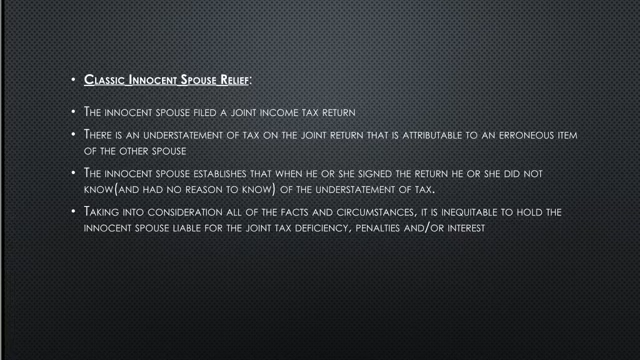 • Classic Innocent Spouse Relief:
• The innocent spouse filed a joint income tax return
• There is an understatement of tax on the joint return that is attributable to an erroneous item
of the other spouse
• The innocent spouse establishes that when he or she signed the return he or she did not
know(and had no reason to know) of the understatement of tax.
• Taking into consideration all of the facts and circumstances, it is inequitable to hold the
innocent spouse liable for the joint tax deficiency, penalties and/or interest